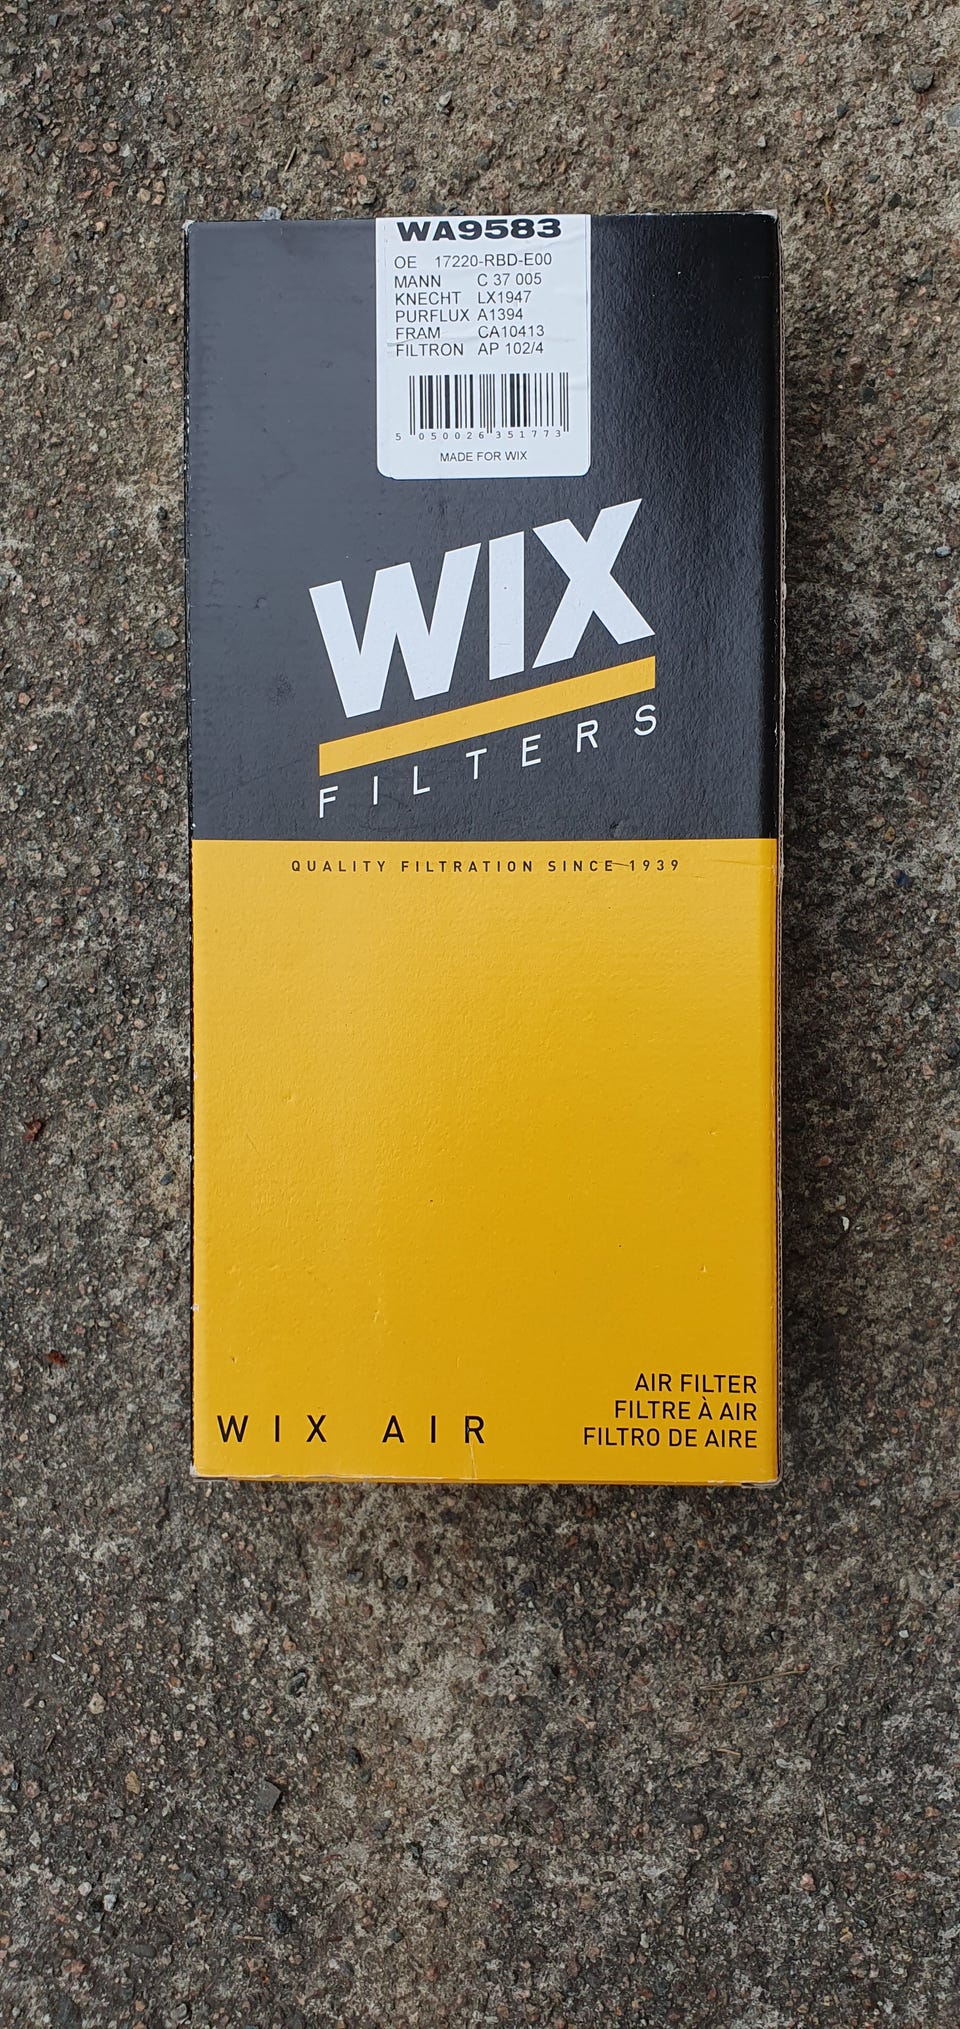 WA9583
OE 17220-RBD-E00
MANN C 37 005
KNECHT LX1947
PURFLUX A1394
FRAM CA10413
FILTRON AP 102/4
5 050026 351773
MADE FOR WIX
WIX
FILTERS
QUALITY FILTRATION SINCE 1939
AIR FILTER
FILTRE À AIR
WIX AIR
FILTRO DE AIRE